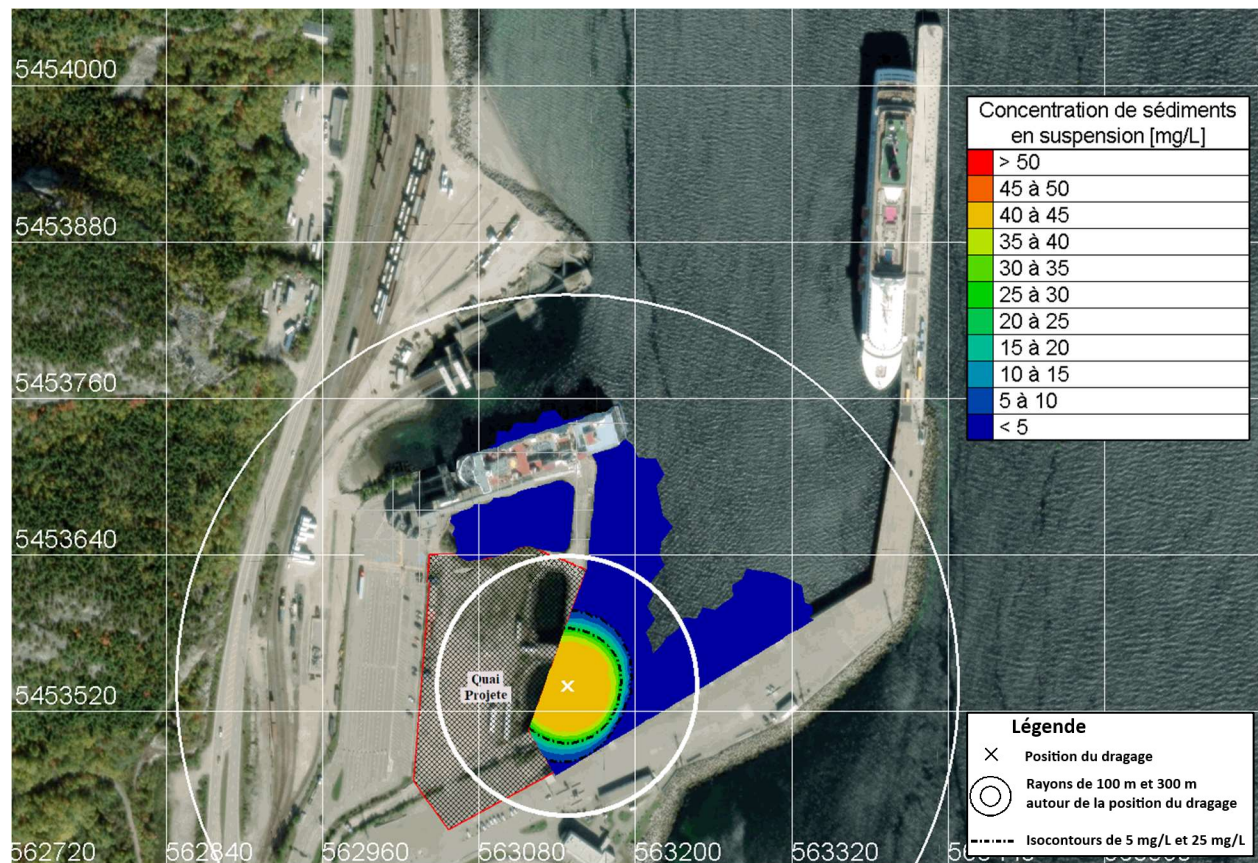 5454000
5453880
5453760
5453640
5453520
562720
562840
562960
563080
563200
563320
Concentration de sédiments
en suspension [mg/L]
> 50
45 à 50
40 à 45
35 à 40
30 à 35
25 à 30
20 à 25
15 à 20
10 à 15
5 à 10
< 5
Quai
Projete
Légende
Position du dragage
Rayons de 100 m et 300 m
autour de la position du dragage
Isocontours de 5 mg/L et 25 mg/L